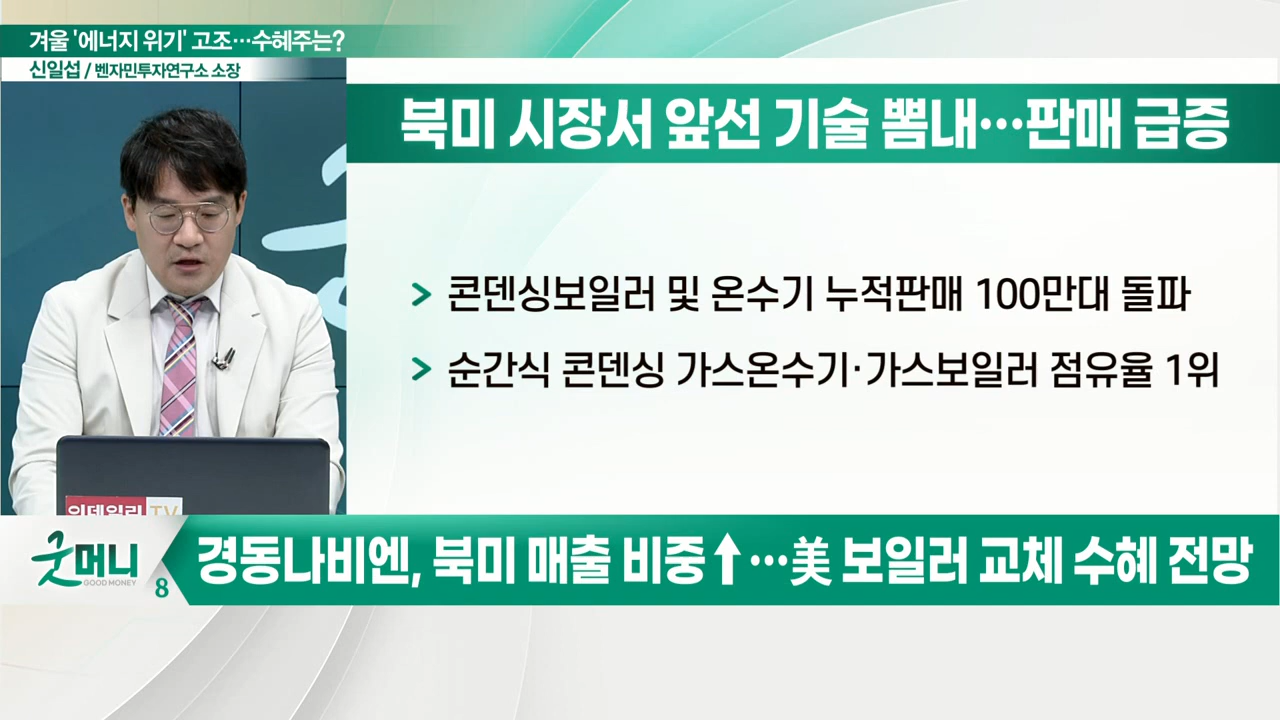 겨울 '에너지 위기' 고조…수혜주는?
신일섭 / 벤자민투자연구소 소장
북미 시장서 앞선 기술 뽐내…판매 급증
> 콘덴싱보일러 및 온수기 누적판매 100만대 돌파
> 순간식 콘덴싱 가스온수기·가스보일러 점유율 1위
이데일리 TV
굿머니
GOOD MONEY
8
경동나비엔, 북미 매출 비중↑…美 보일러 교체 수혜 전망